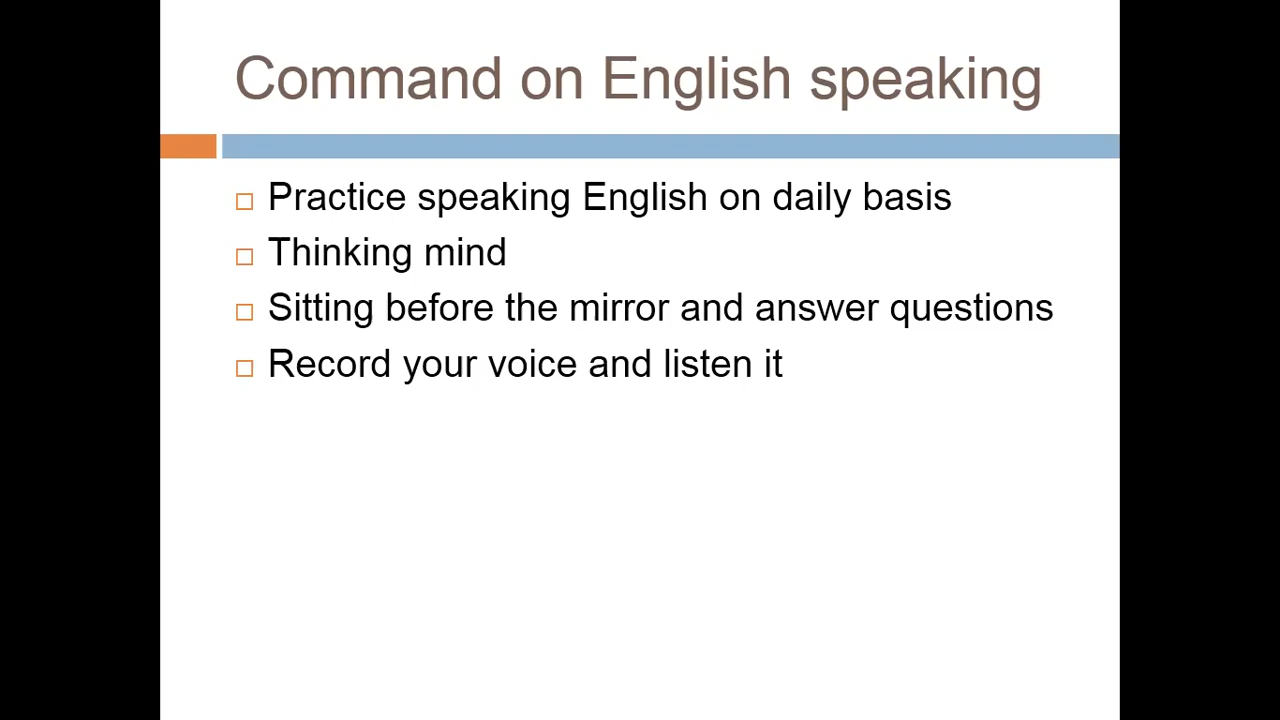 Command on English speaking
Practice speaking English on daily basis
Thinking mind
Sitting before the mirror and answer questions
Record your voice and listen it